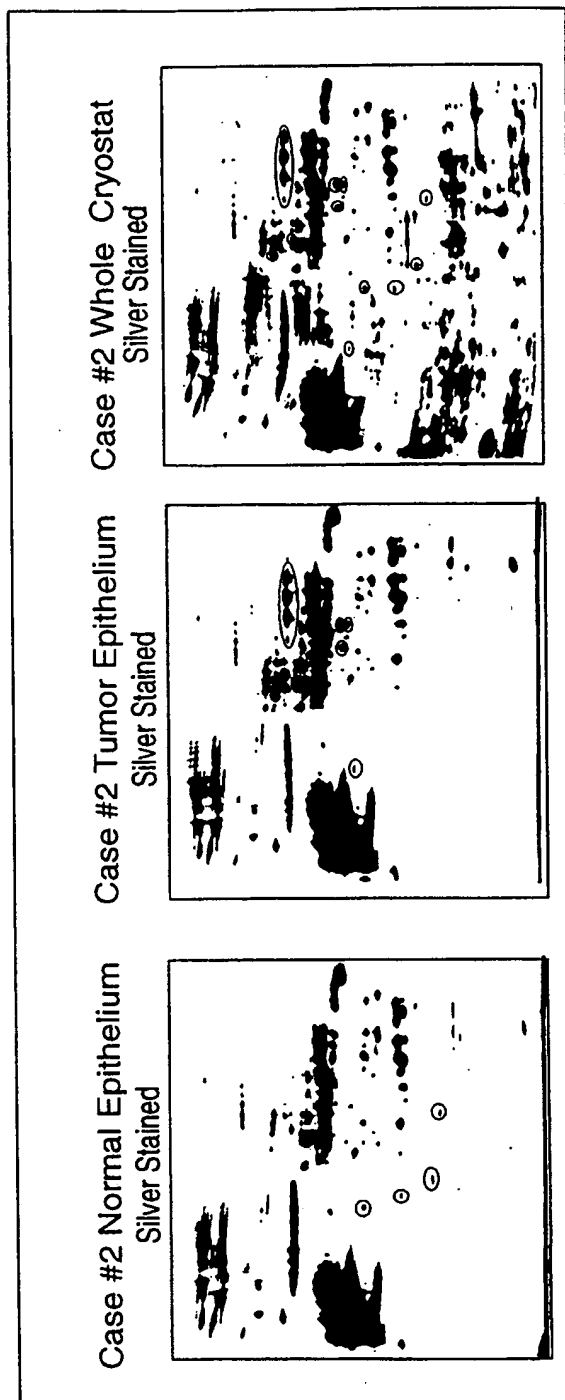 Case #2 Normal Epithelium
Silver Stained
Case #2 Tumor Epithelium
Silver Stained
Case #2 Whole Cryostat
Silver Stained